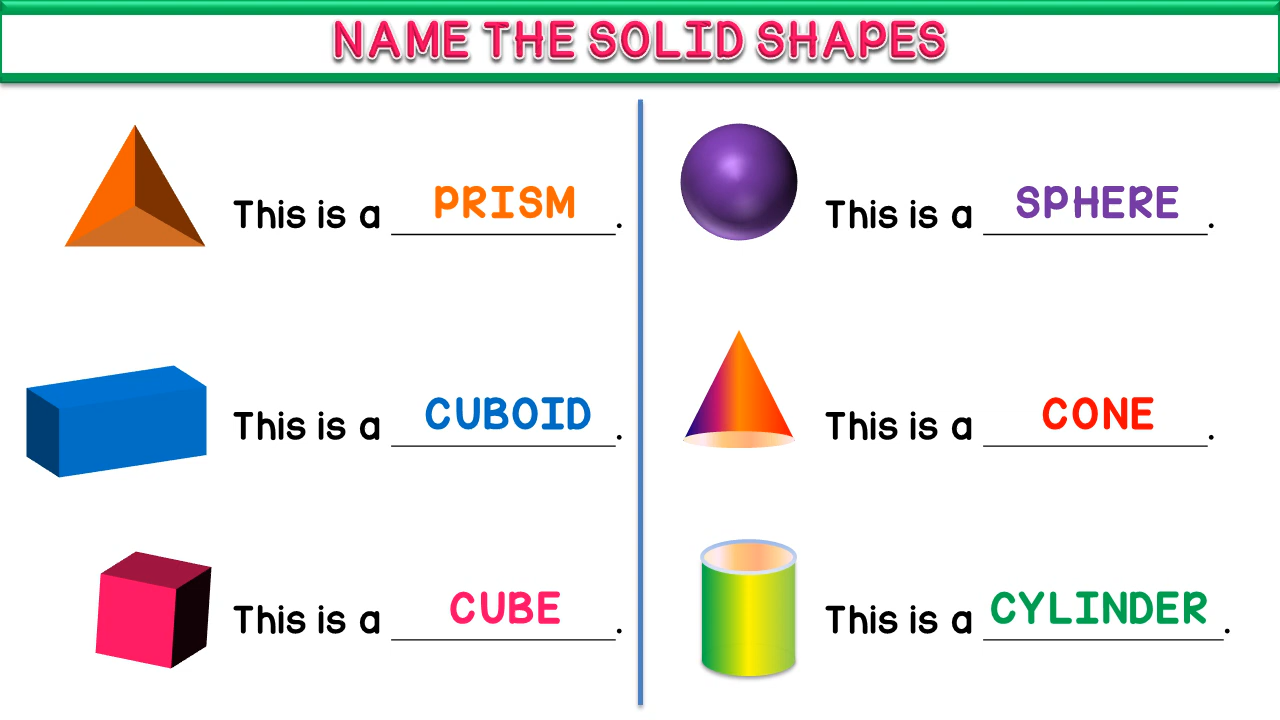 NAME THE SOLID SHAPES
This is a PRISM.
This is a CUBOID.
This is a CUBE.
This is a SPHERE.
This is a CONE.
This is a CYLINDER.